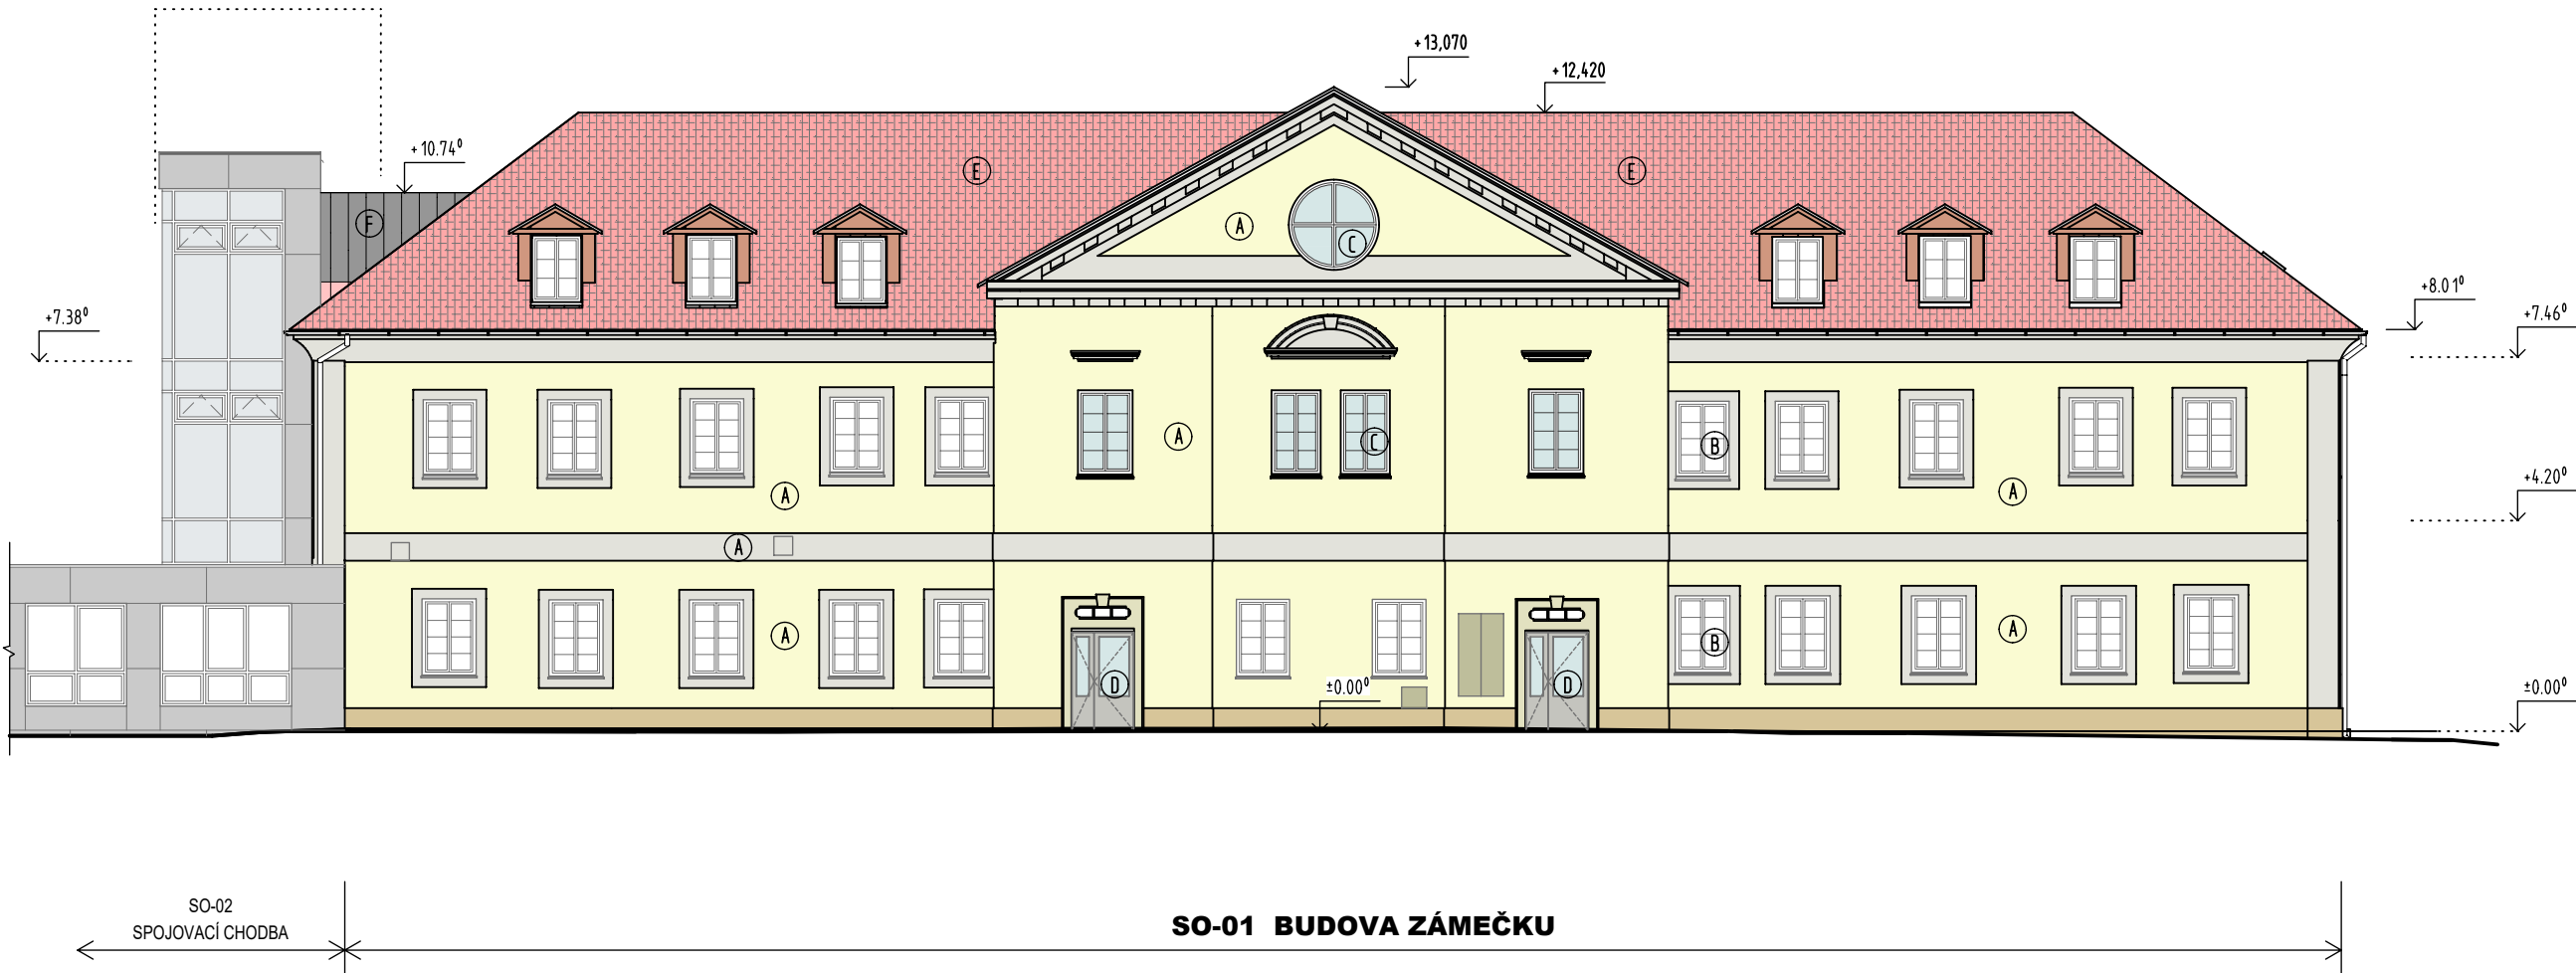 +13,070
+12,420
+10.74⁰
E
E
F
A
C
+8.01⁰
+7.46⁰
+7.38⁰
A
C
B
A
A
+4.20⁰
A
A
B
A
D
D
±0.00⁰
±0.00⁰
SO-02
SPOJOVACÍ CHODBA
SO-01 BUDOVA ZÁMEČKU